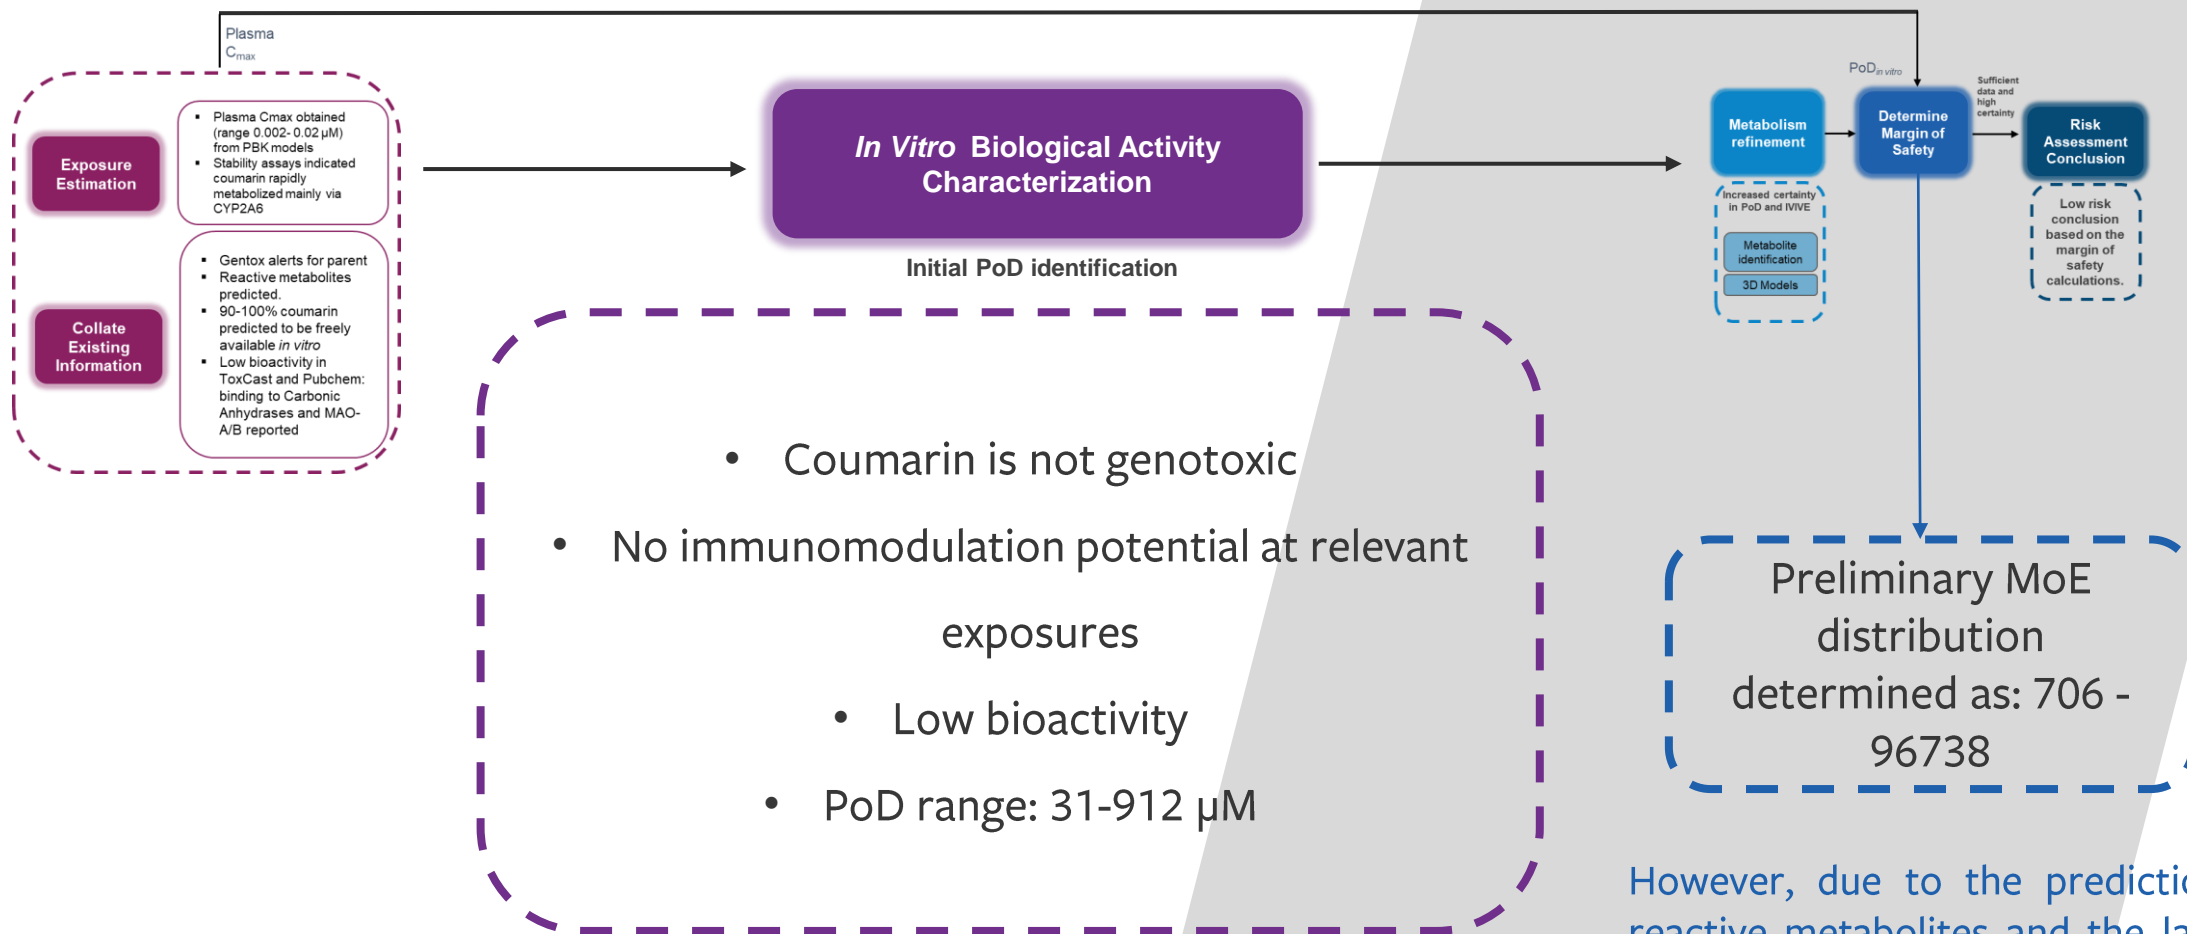 Plasma
Cmax
Exposure
Estimation
▪ Plasma Cmax obtained
(range 0.002- 0.02 µM)
from PBK models
▪ Stability assays indicated
coumarin rapidly
metabolized mainly via
CYP2A6
Collate
Existing
Information
▪ Gentox alerts for parent
▪ Reactive metabolites
predicted.
▪ 90-100% coumarin
predicted to be freely
available in vitro
▪ Low bioactivity in
ToxCast and Pubchem:
binding to Carbonic
Anhydrases and MAO-
A/B reported
In Vitro Biological Activity
Characterization
Initial PoD identification
• Coumarin is not genotoxic
• No immunomodulation potential at relevant
exposures
• Low bioactivity
• PoD range: 31-912 µM
Metabolism
refinement
Increased certainty
in PoD and IVIVE
Metabolite
identification
3D Models
PoDin vitro
Determine
Margin of
Safety
Sufficient
data and
high
certainty
Risk
Assessment
Conclusion
Low risk
conclusion
based on the
margin of
safety
calculations.
Preliminary MoE
distribution
determined as: 706 -
96738
However, due to the predictio
reactive metabolites and the la